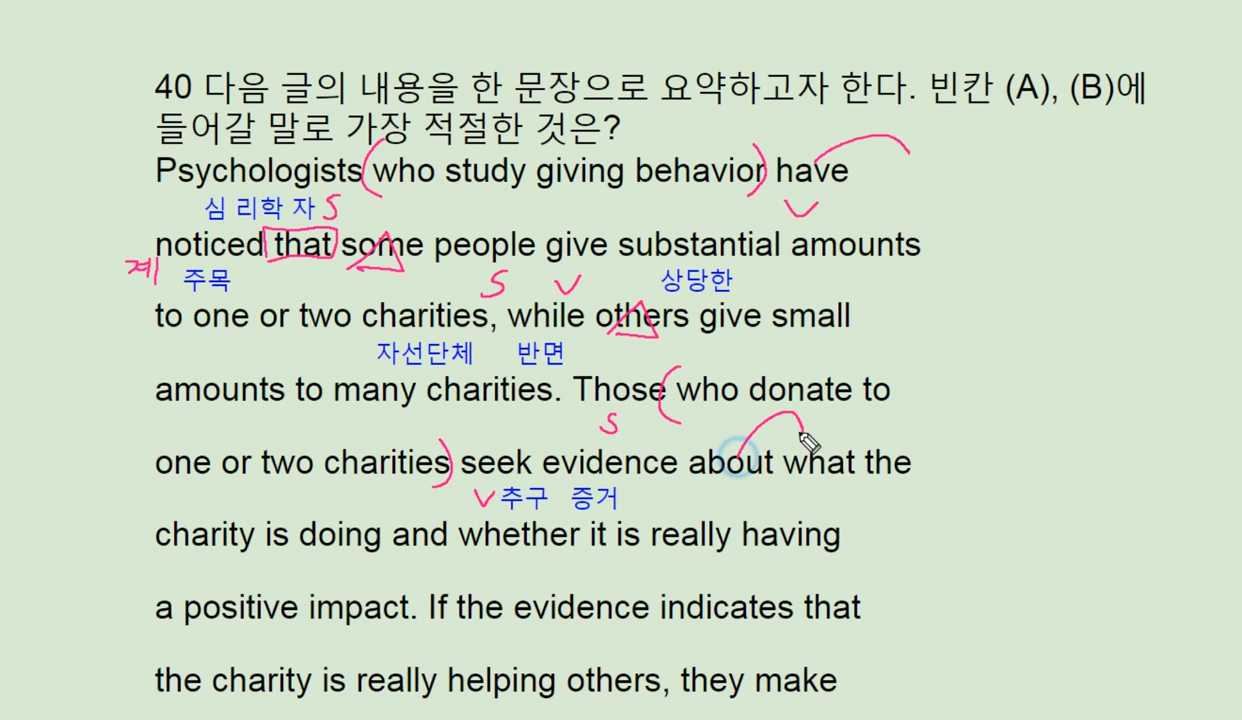 40 다음 글의 내용을 한 문장으로 요약하고자 한다. 빈칸 (A), (B)에
들어갈 말로 가장 적절한 것은?
Psychologists (who study giving behavior) have
심 리학 자 S V
noticed that some people give substantial amounts
계 주목 S V 상당한
to one or two charities, while others give small
자선단체 반면
amounts to many charities. Those (who donate to
S
one or two charities) seek evidence about what the
V 추구 증거
charity is doing and whether it is really having
a positive impact. If the evidence indicates that
the charity is really helping others, they make